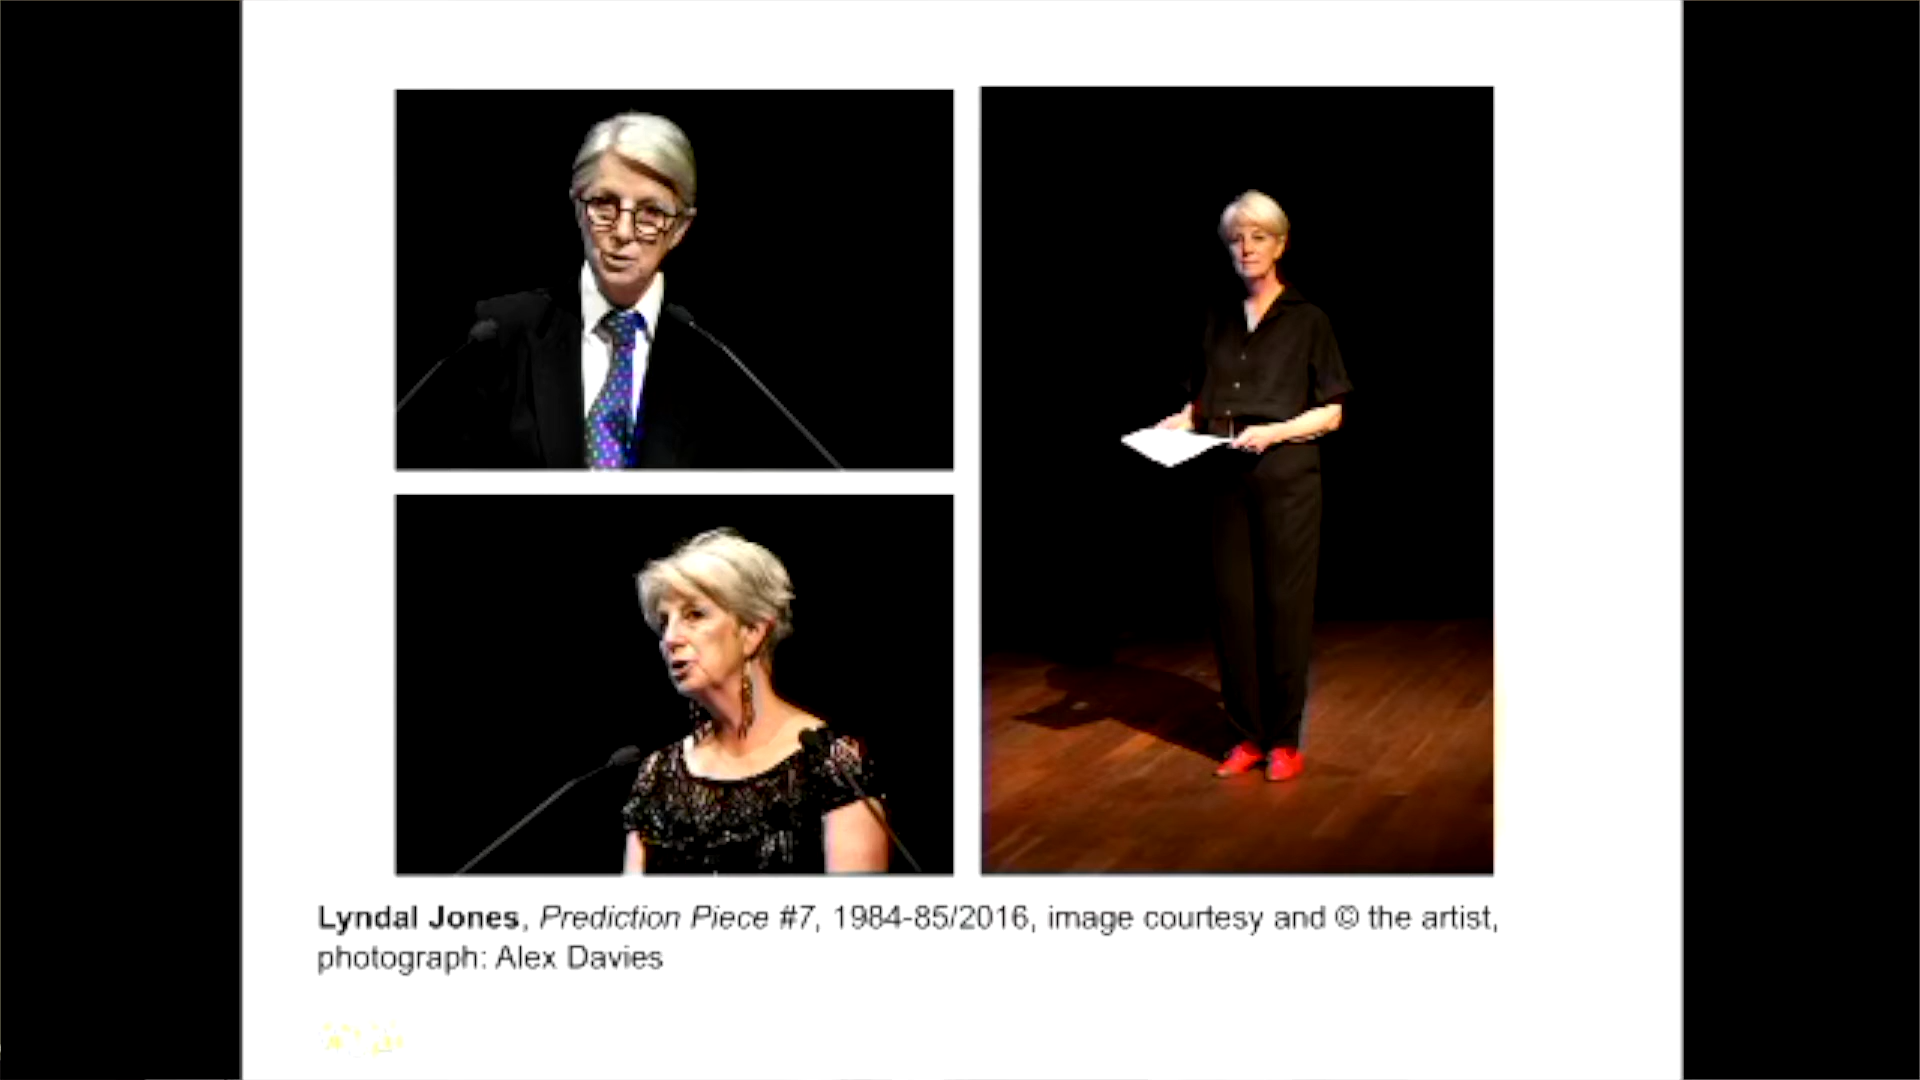 Lyndal Jones, Prediction Piece #7, 1984-85/2016, image courtesy and © the artist,
photograph: Alex Davies